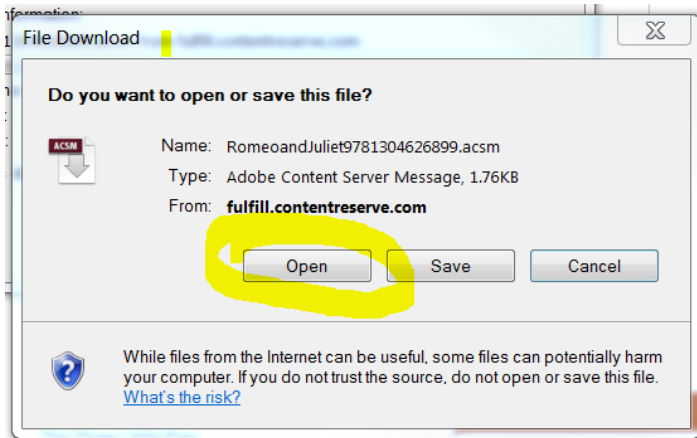 nformation:
File Download
Do you want to open or save this file?
ACSM
Name: RomeoandJuliet9781304626899.acsm
Type: Adobe Content Server Message, 1.76KB
From: fulfill.contentreserve.com
Open Save Cancel
While files from the Internet can be useful, some files can potentially harm
your computer. If you do not trust the source, do not open or save this file.
What's the risk?